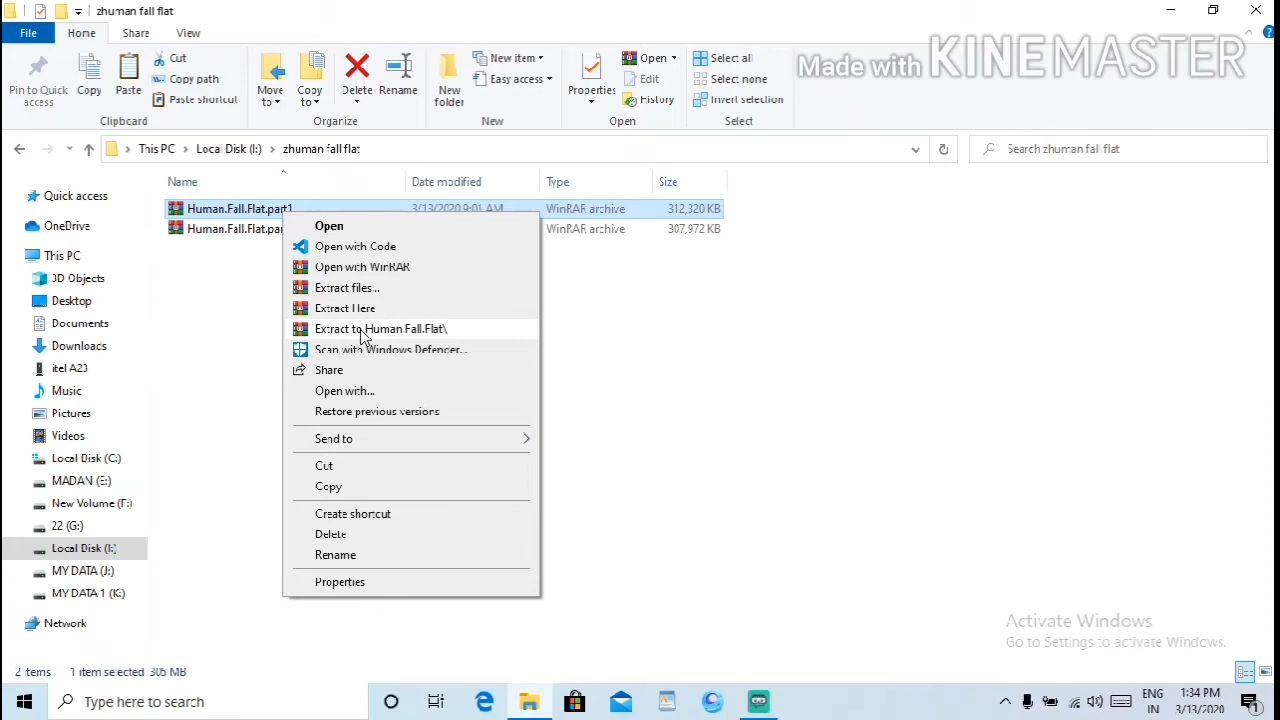 zhuman fall flat
File
Home
Share
View
Made with KINEMASTER
Pin to Quick access
Copy
Paste
Cut
Copy path
Paste shortcut
Clipboard
Move to
Copy to
Delete
Rename
Organize
New folder
New item
Easy access
New
Properties
Open
Edit
History
Open
Select all
Select none
Invert selection
Select
This PC
Local Disk (I:)
zhuman fall flat
Search zhuman fall flat
Name
Date modified
Type
Size
Human.Fall.Flat.part1
3/13/2020 9:01 AM
WinRAR archive
312,320 KB
Human.Fall.Flat.par
WinRAR archive
307,972 KB
Quick access
OneDrive
This PC
3D Objects
Desktop
Documents
Downloads
itel A23
Music
Pictures
Videos
Local Disk (C:)
MADAN (E:)
New Volume (F:)
22 (G:)
Local Disk (I:)
MY DATA (J:)
MY DATA 1 (K:)
Network
Open
Open with Code
Open with WinRAR
Extract files...
Extract Here
Extract to Human.Fall.Flat\
Scan with Windows Defender...
Share
Open with...
Restore previous versions
Send to
Cut
Copy
Create shortcut
Delete
Rename
Properties
Activate Windows
Go to Settings to activate Windows.
2 items
1 item selected 305 MB
Type here to search
ENG
IN
1:34 PM
3/13/2020
1